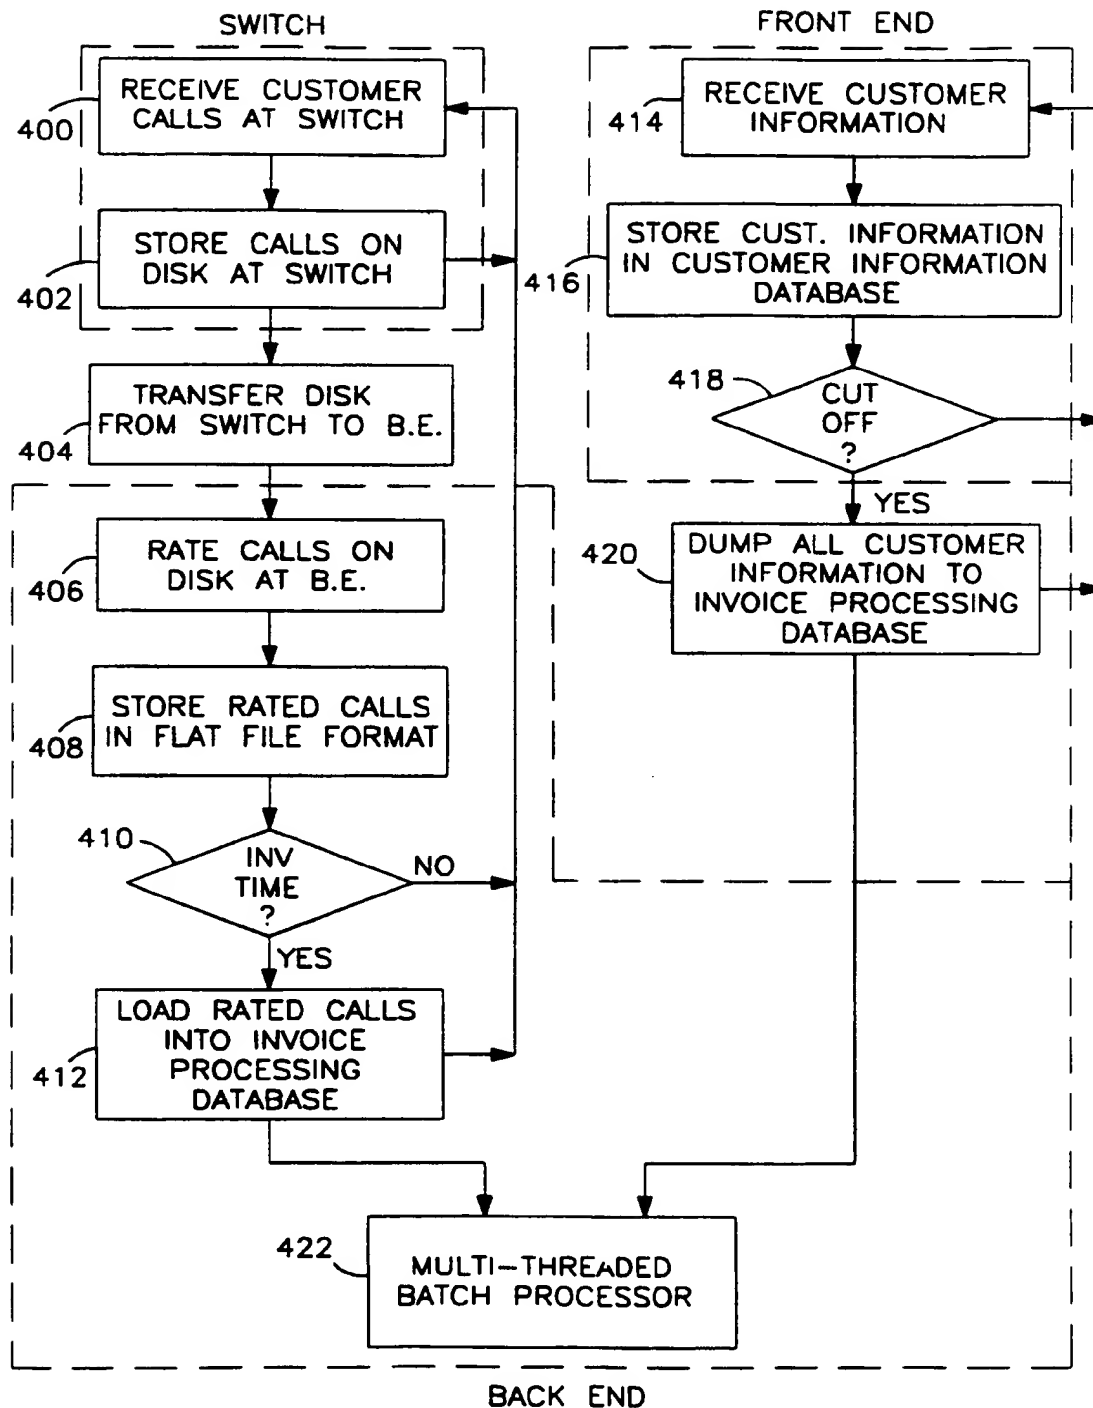 SWITCH
RECEIVE CUSTOMER
CALLS AT SWITCH
400
STORE CALLS ON
DISK AT SWITCH
402
TRANSFER DISK
FROM SWITCH TO B.E.
404
RATE CALLS ON
DISK AT B.E.
406
STORE RATED CALLS
IN FLAT FILE FORMAT
408
410
INV
TIME
?
NO
YES
LOAD RATED CALLS
INTO INVOICE
PROCESSING
DATABASE
412
FRONT END
RECEIVE CUSTOMER
INFORMATION
414
STORE CUST. INFORMATION
IN CUSTOMER INFORMATION
DATABASE
416
418
CUT
OFF
?
YES
DUMP ALL CUSTOMER
INFORMATION TO
INVOICE PROCESSING
DATABASE
420
422
MULTI-THREADED
BATCH PROCESSOR
BACK END